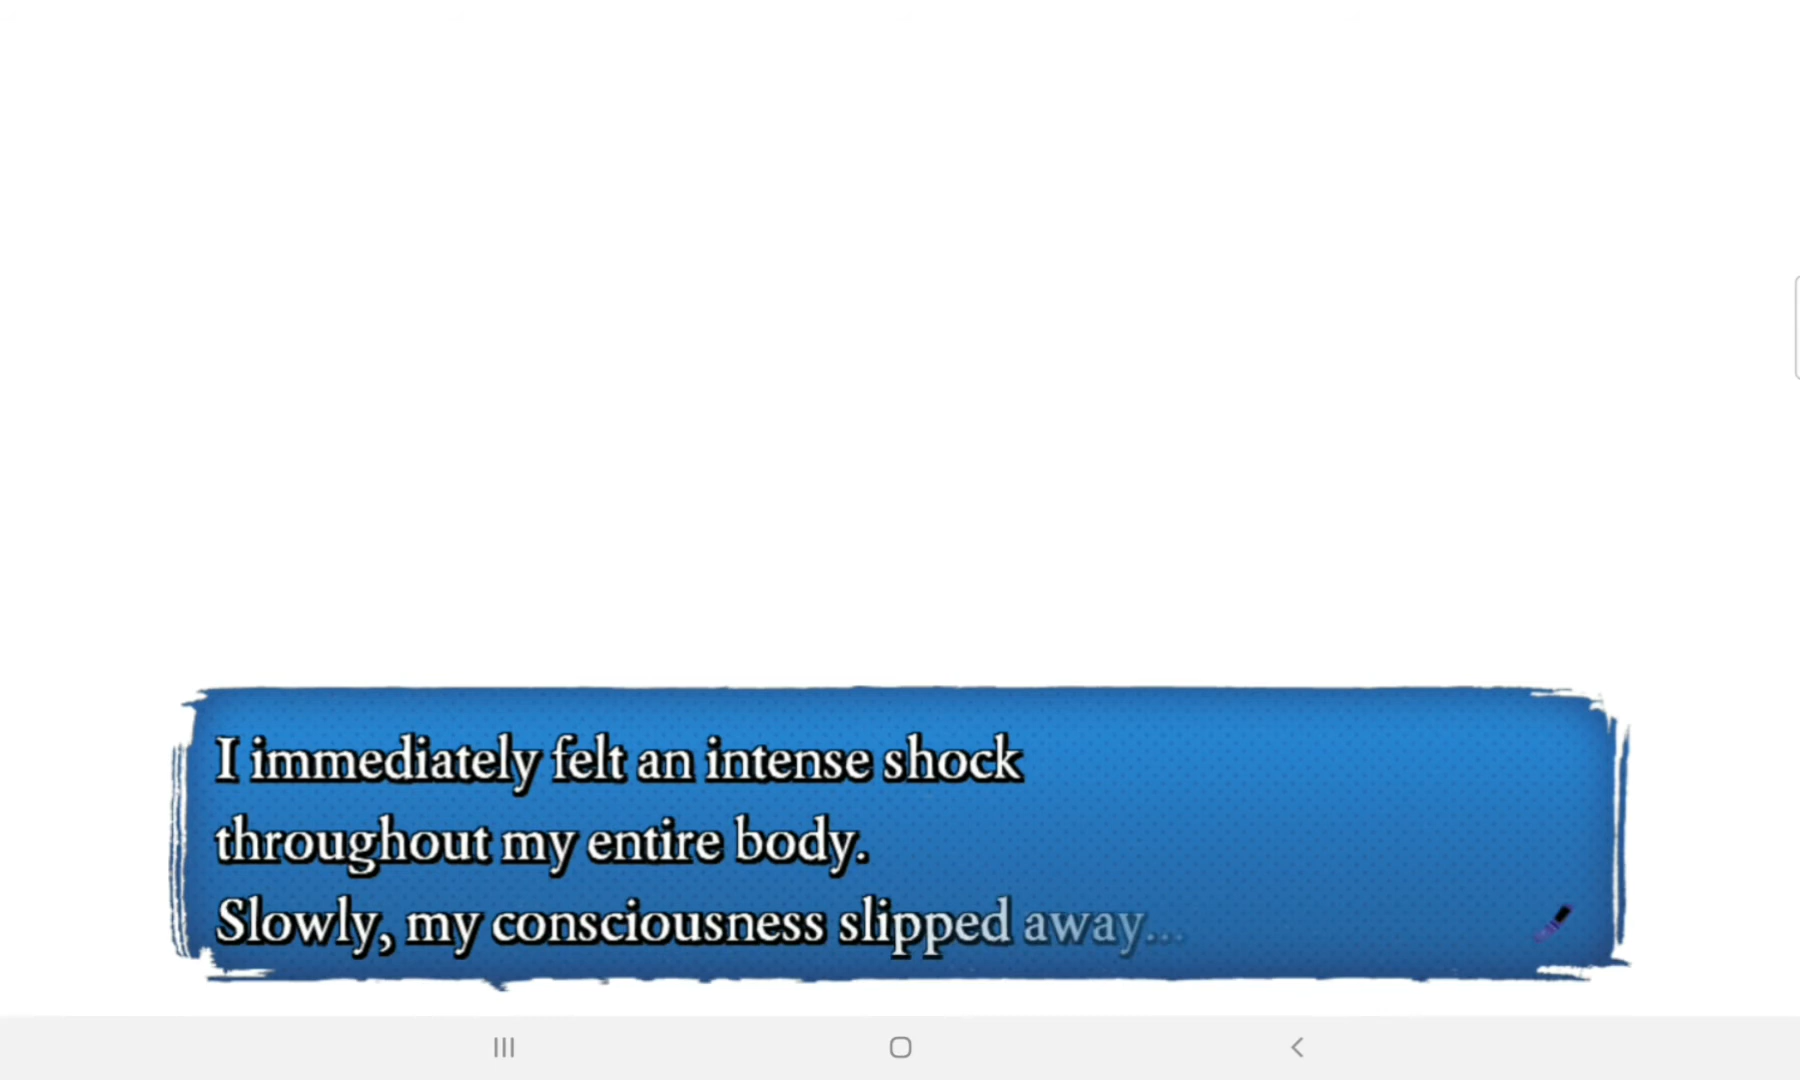 I immediately felt an intense shock
throughout my entire body.
Slowly, my consciousness slipped away...